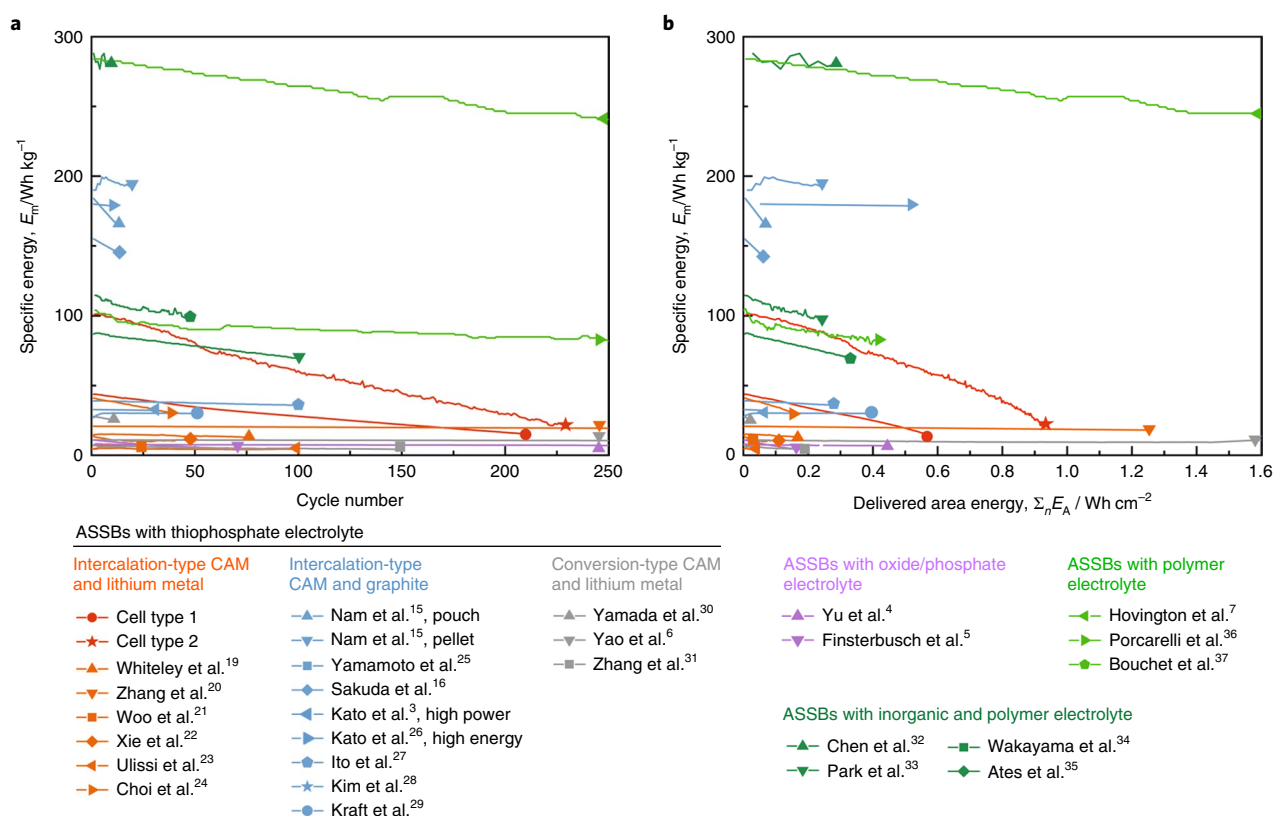 a
300
200
100
0
Specific energy, Eₘ/Wh kg⁻¹
0
50
100
150
200
250
Cycle number
b
300
200
100
0
Specific energy, Eₘ/Wh kg⁻¹
0
0.2
0.4
0.6
0.8
1.0
1.2
1.4
1.6
Delivered area energy, ΣₙE_A / Wh cm⁻²
ASSBs with thiophosphate electrolyte
Intercalation-type CAM
and lithium metal
Cell type 1
Cell type 2
Whiteley et al.¹⁹
Zhang et al.²⁰
Woo et al.²¹
Xie et al.²²
Ulissi et al.²³
Choi et al.²⁴
Intercalation-type
CAM and graphite
Nam et al.¹⁵, pouch
Nam et al.¹⁵, pellet
Yamamoto et al.²⁵
Sakuda et al.¹⁶
Kato et al.³, high power
Kato et al.²⁶, high energy
Ito et al.²⁷
Kim et al.²⁸
Kraft et al.²⁹
Conversion-type CAM
and lithium metal
Yamada et al.³⁰
Yao et al.⁶
Zhang et al.³¹
ASSBs with oxide/phosphate
electrolyte
Yu et al.⁴
Finsterbusch et al.⁵
ASSBs with polymer
electrolyte
Hovington et al.⁷
Porcarelli et al.³⁶
Bouchet et al.³⁷
ASSBs with inorganic and polymer electrolyte
Chen et al.³²
Park et al.³³
Wakayama et al.³⁴
Ates et al.³⁵